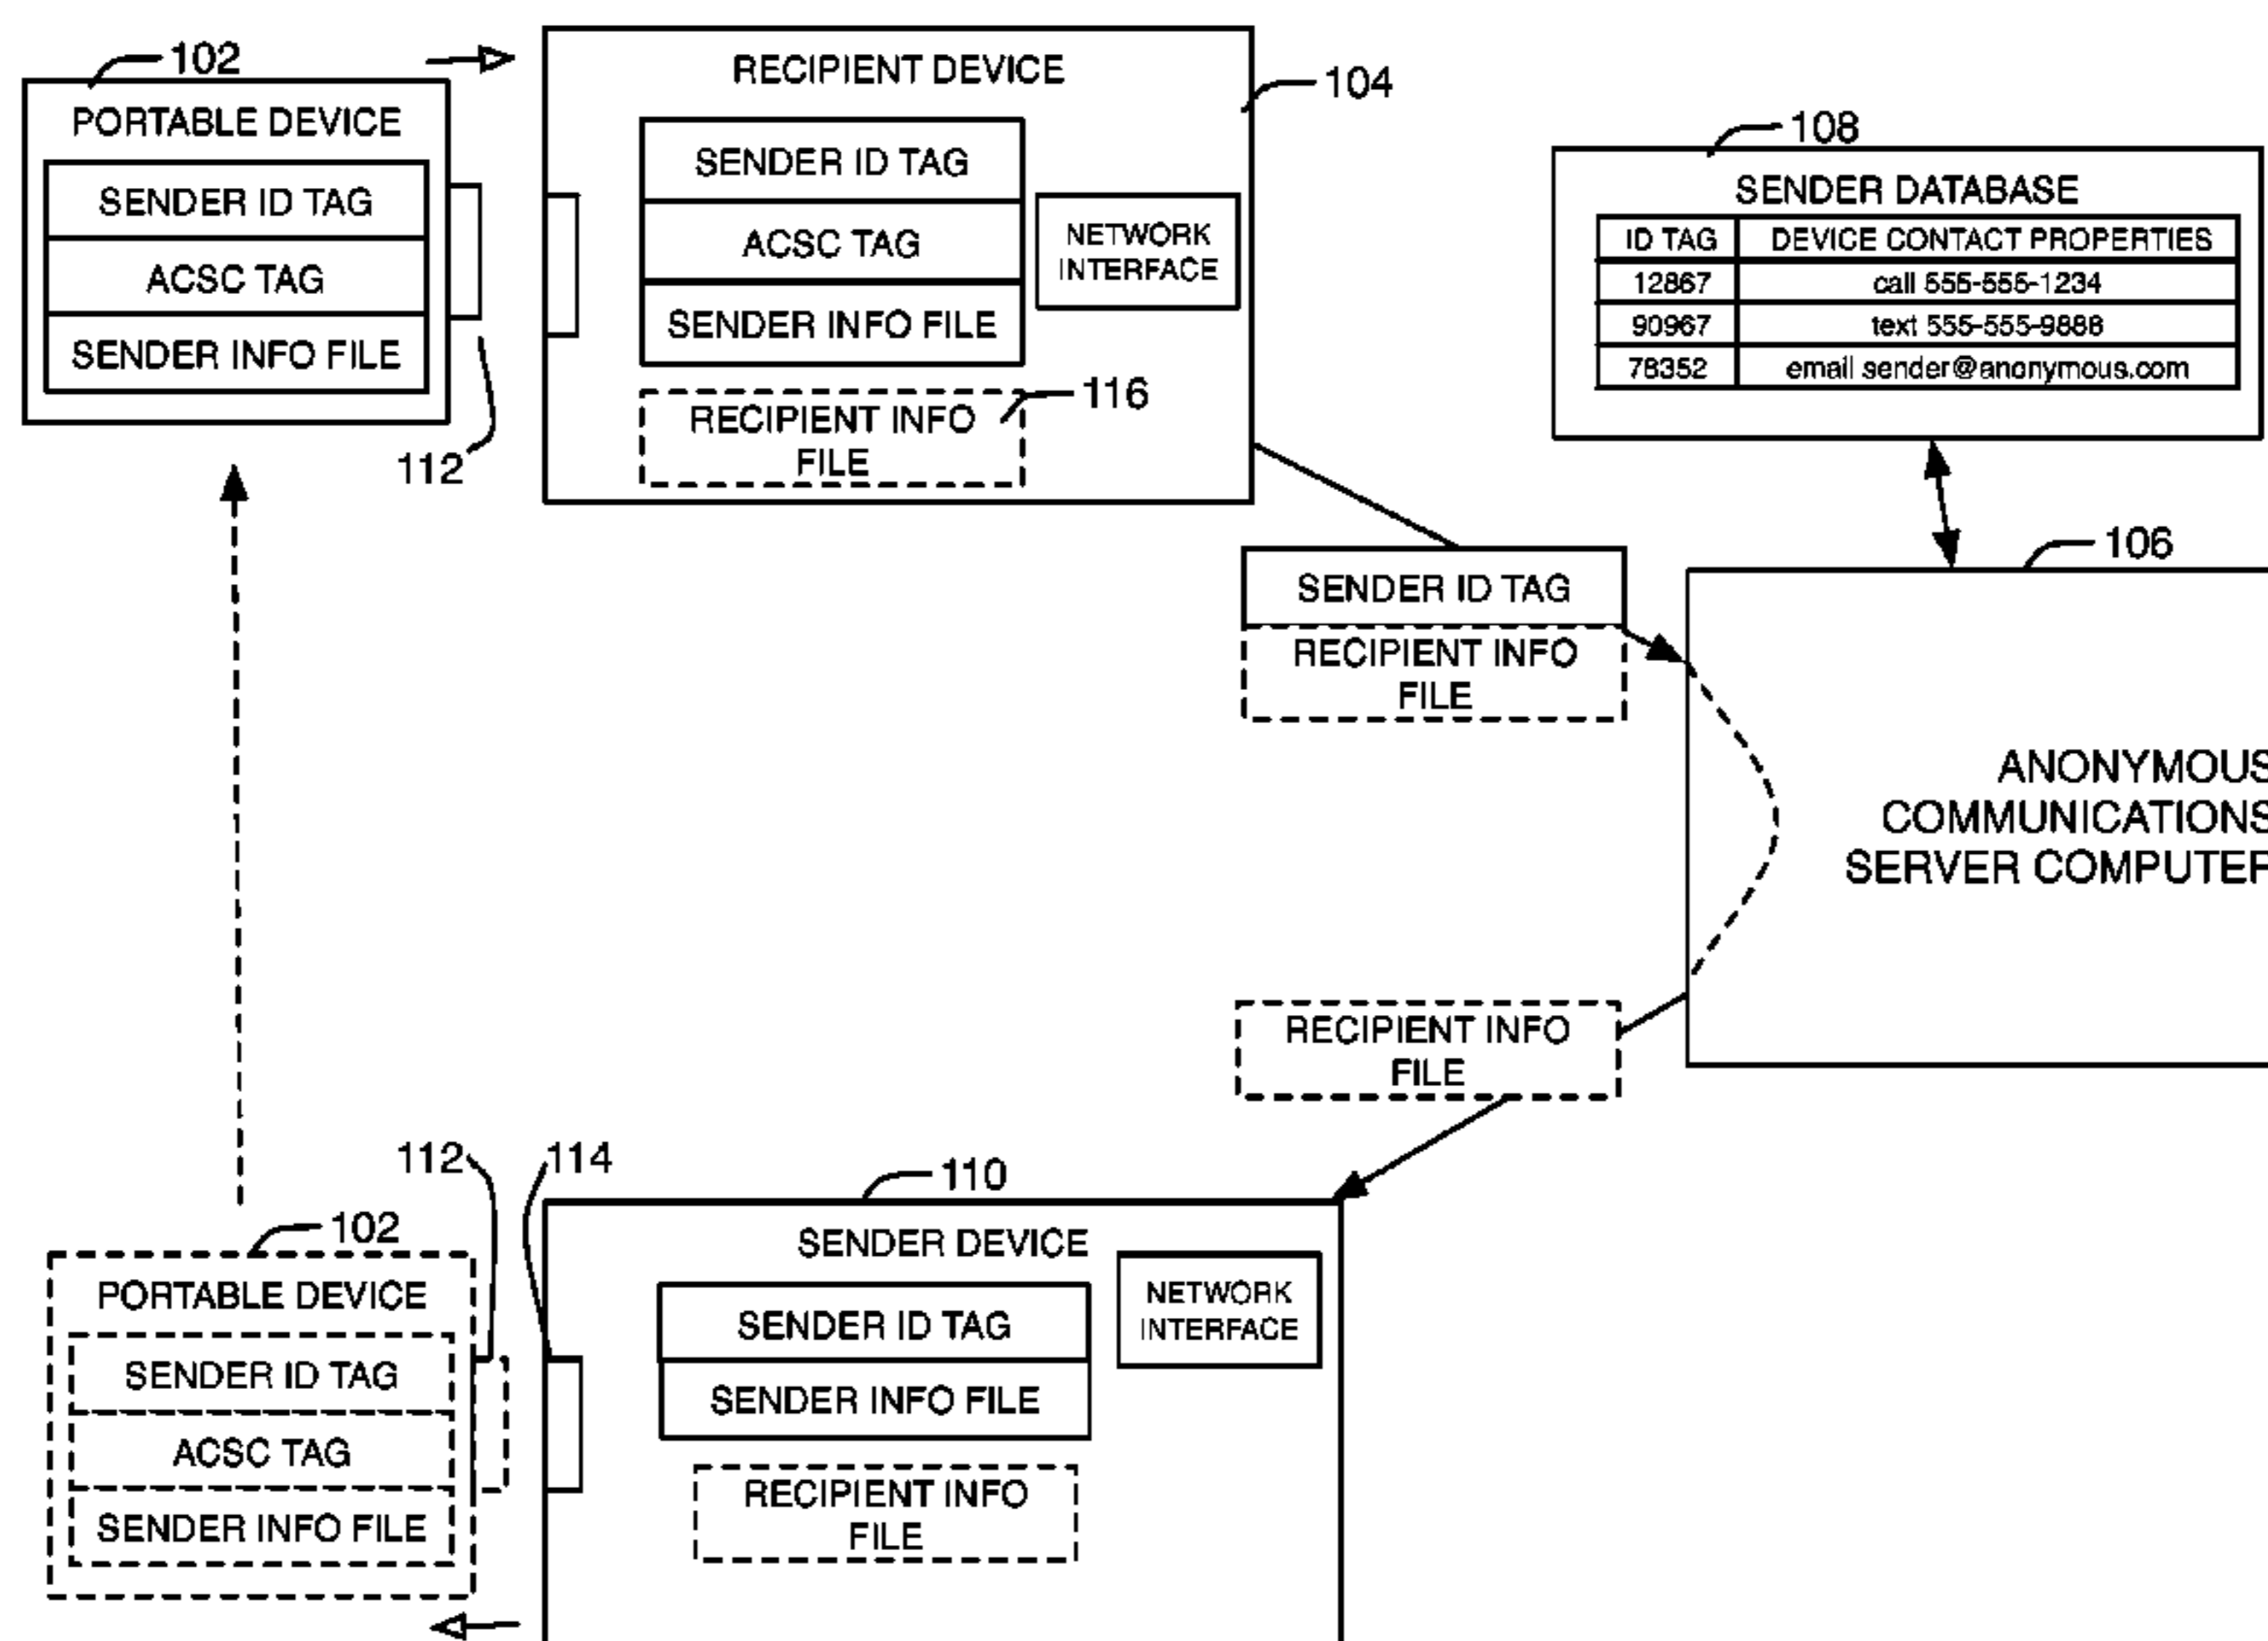 102
PORTABLE DEVICE
SENDER ID TAG
ACSC TAG
SENDER INFO FILE
112
RECIPIENT DEVICE
104
SENDER ID TAG
ACSC TAG
SENDER INFO FILE
NETWORK
INTERFACE
RECIPIENT INFO
FILE
116
108
SENDER DATABASE
ID TAG DEVICE CONTACT PROPERTIES
12867 call 555-555-1234
90967 text 555-555-9888
78352 email sender@anonymous.com
106
SENDER ID TAG
RECIPIENT INFO
FILE
ANONYMOUS
COMMUNICATIONS
SERVER COMPUTER
RECIPIENT INFO
FILE
112
114
110
102
PORTABLE DEVICE
SENDER ID TAG
ACSC TAG
SENDER INFO FILE
SENDER DEVICE
SENDER ID TAG
SENDER INFO FILE
NETWORK
INTERFACE
RECIPIENT INFO
FILE